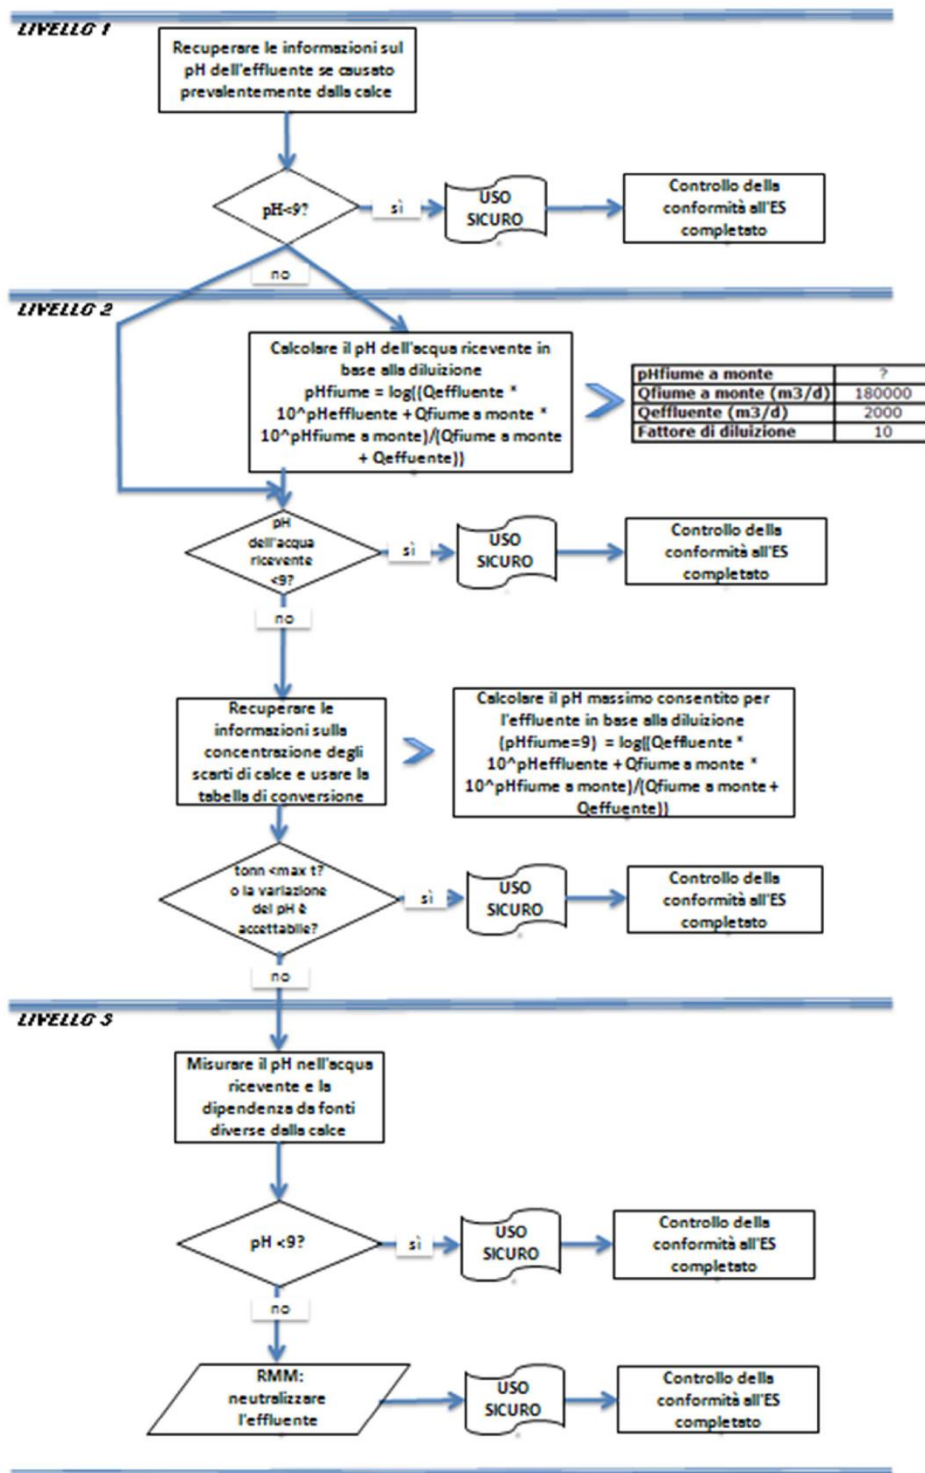 LIVELLO 1
Recuperare le informazioni sul
pH dell'effluente se causato
prevalentemente dalla calce
pH<9?
sì
USO
SICURO
Controllo della
conformità all'ES
completato
no
LIVELLO 2
Calcolare il pH dell'acqua ricevente in
base alla diluizione
pHfiume = log((Qeffluente *
10^pHeffluente + Qfiume a monte *
10^pHfiume a monte)/(Qfiume a monte
+ Qeffuente))
pHfiume a monte ?
Qfiume a monte (m3/d) 180000
Qeffluente (m3/d) 2000
Fattore di diluizione 10
pH
dell'acqua
ricevente
<9?
sì
USO
SICURO
Controllo della
conformità all'ES
completato
no
Recuperare le
informazioni sulla
concentrazione degli
scarti di calce e usare la
tabella di conversione
Calcolare il pH massimo consentito per
l'effluente in base alla diluizione
(pHfiume=9) = log((Qeffluente *
10^pHeffluente + Qfiume a monte *
10^pHfiume a monte)/(Qfiume a monte +
Qeffuente))
tonn <max t?
o la variazione
del pH è
accettabile?
sì
USO
SICURO
Controllo della
conformità all'ES
completato
no
LIVELLO 3
Misurare il pH nell'acqua
ricevente e la
dipendenza da fonti
diverse dalla calce
pH <9?
sì
USO
SICURO
Controllo della
conformità all'ES
completato
no
RMM:
neutralizzare
l'effluente
USO
SICURO
Controllo della
conformità all'ES
completato